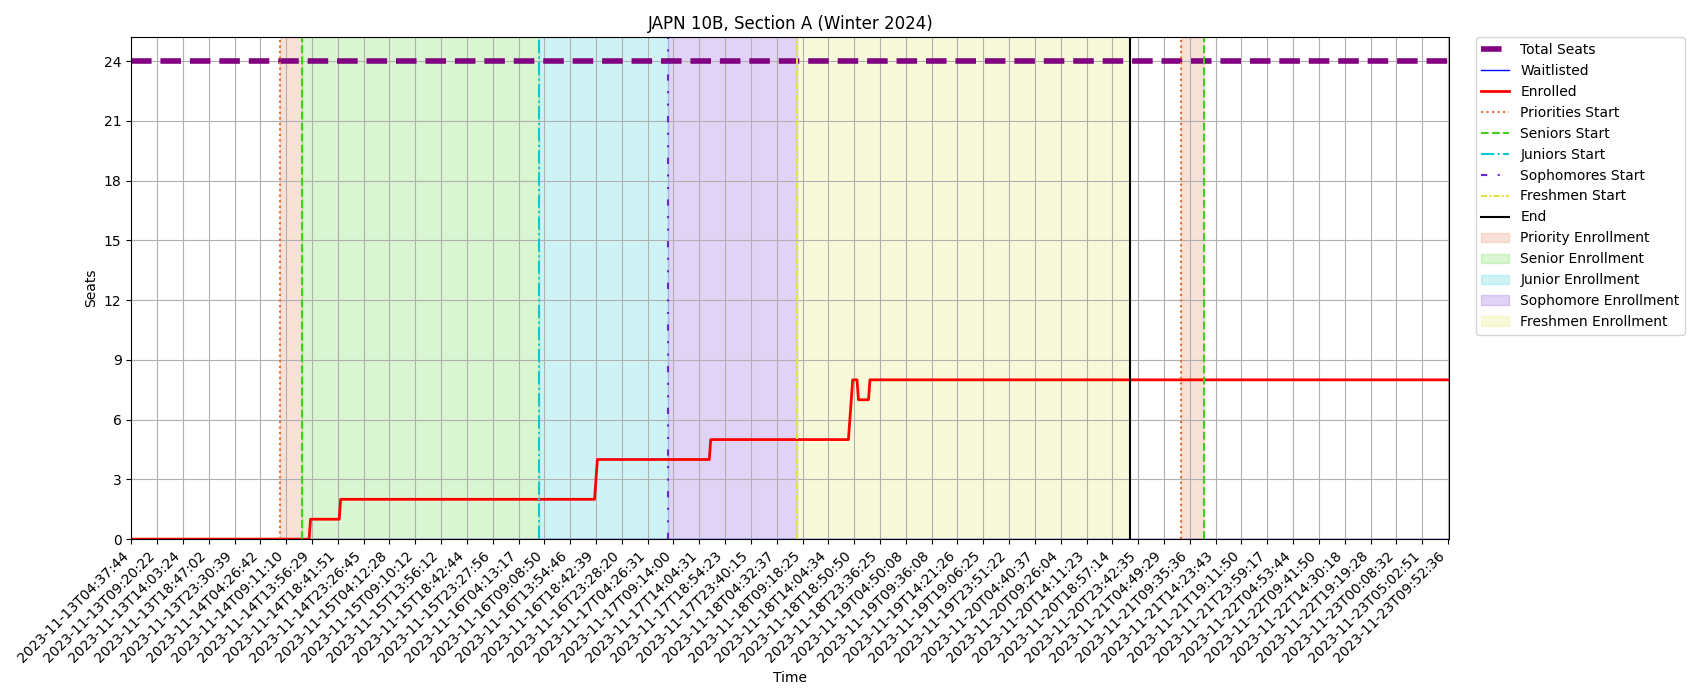 JAPN 10B, Section A (Winter 2024)
Seats
24
21
18
15
12
9
6
3
0
2023-11-13T04:37:44
2023-11-13T09:20:22
2023-11-13T14:03:24
2023-11-13T18:47:02
2023-11-13T23:30:39
2023-11-14T04:26:42
2023-11-14T09:11:10
2023-11-14T13:56:29
2023-11-14T18:41:51
2023-11-14T23:26:45
2023-11-15T04:12:28
2023-11-15T09:10:12
2023-11-15T13:56:12
2023-11-15T18:42:44
2023-11-15T23:27:56
2023-11-16T04:13:17
2023-11-16T09:08:50
2023-11-16T13:54:46
2023-11-16T18:42:39
2023-11-16T23:28:20
2023-11-17T04:26:31
2023-11-17T09:14:00
2023-11-17T14:04:31
2023-11-17T18:54:23
2023-11-17T23:40:15
2023-11-18T04:32:37
2023-11-18T09:18:25
2023-11-18T14:04:34
2023-11-18T18:50:50
2023-11-18T23:36:25
2023-11-19T04:50:08
2023-11-19T09:36:08
2023-11-19T14:21:26
2023-11-19T19:06:25
2023-11-19T23:51:22
2023-11-20T04:40:37
2023-11-20T09:26:04
2023-11-20T14:11:23
2023-11-20T18:57:14
2023-11-20T23:42:35
2023-11-21T04:49:29
2023-11-21T09:35:36
2023-11-21T14:23:43
2023-11-21T19:11:50
2023-11-21T23:59:17
2023-11-22T04:53:44
2023-11-22T09:41:50
2023-11-22T14:30:18
2023-11-22T19:19:28
2023-11-23T00:08:32
2023-11-23T05:02:51
2023-11-23T09:52:36
Time
Total Seats
Waitlisted
Enrolled
Priorities Start
Seniors Start
Juniors Start
Sophomores Start
Freshmen Start
End
Priority Enrollment
Senior Enrollment
Junior Enrollment
Sophomore Enrollment
Freshmen Enrollment